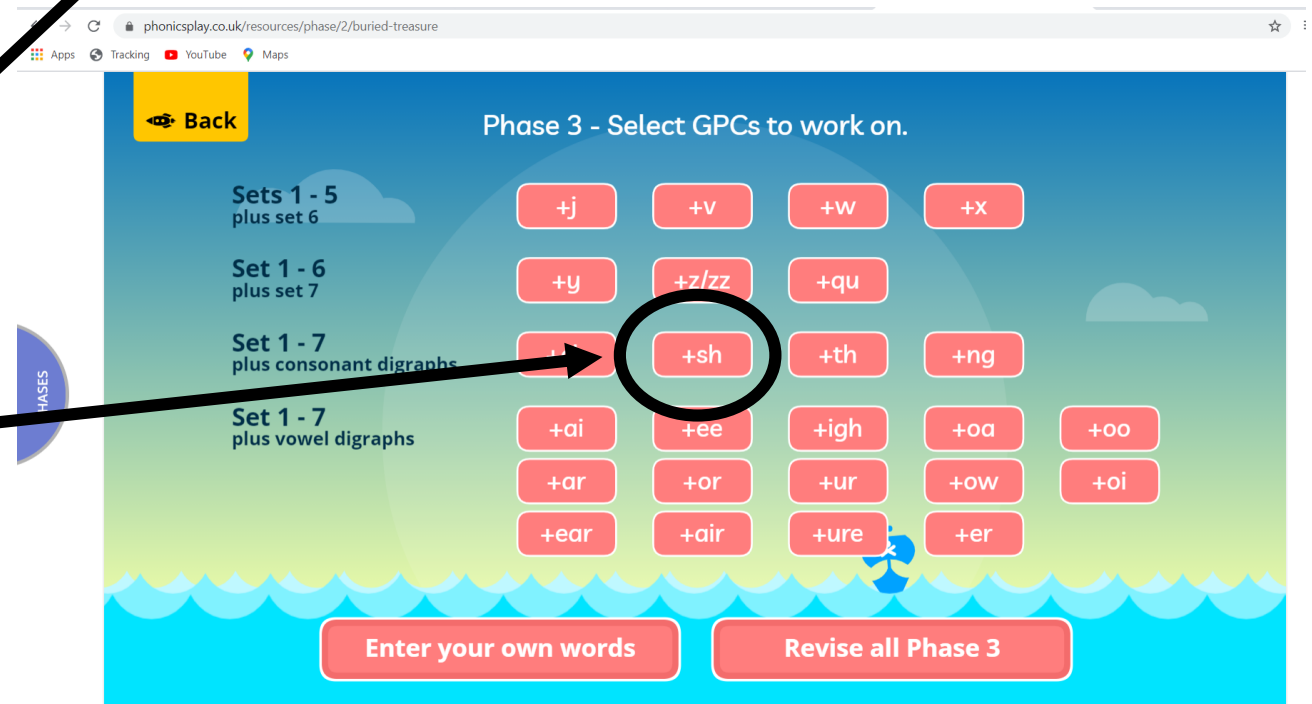 phonicsplay.co.uk/resources/phase/2/buried-treasure
Apps Tracking YouTube Maps
Back
Phase 3 - Select GPCs to work on.
Sets 1 - 5
plus set 6
+j +v +w +x
Set 1 - 6
plus set 7
+y +z/zz +qu
Set 1 - 7
plus consonant digraphs
+sh +th +ng
Set 1 - 7
plus vowel digraphs
+ai +ee +igh +oa +oo
+ar +or +ur +ow +oi
+ear +air +ure +er
Enter your own words Revise all Phase 3